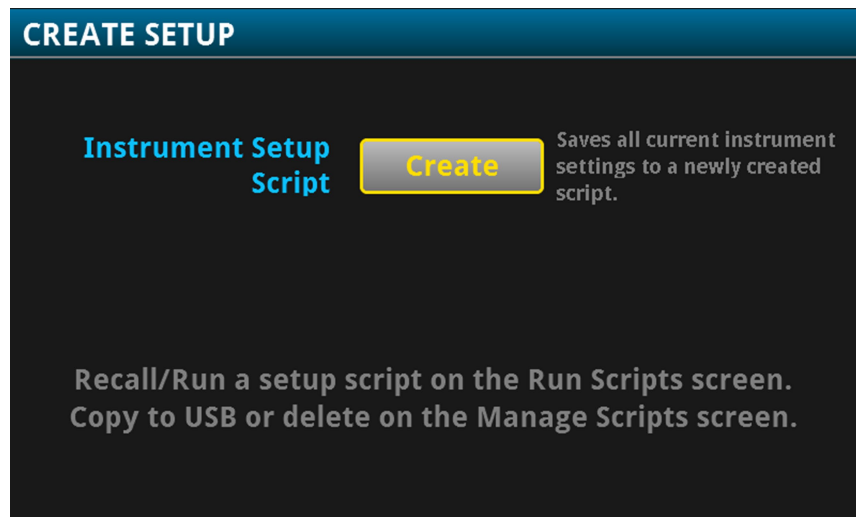 CREATE SETUP
Instrument Setup
Script
Create
Saves all current instrument
settings to a newly created
script.
Recall/Run a setup script on the Run Scripts screen.
Copy to USB or delete on the Manage Scripts screen.